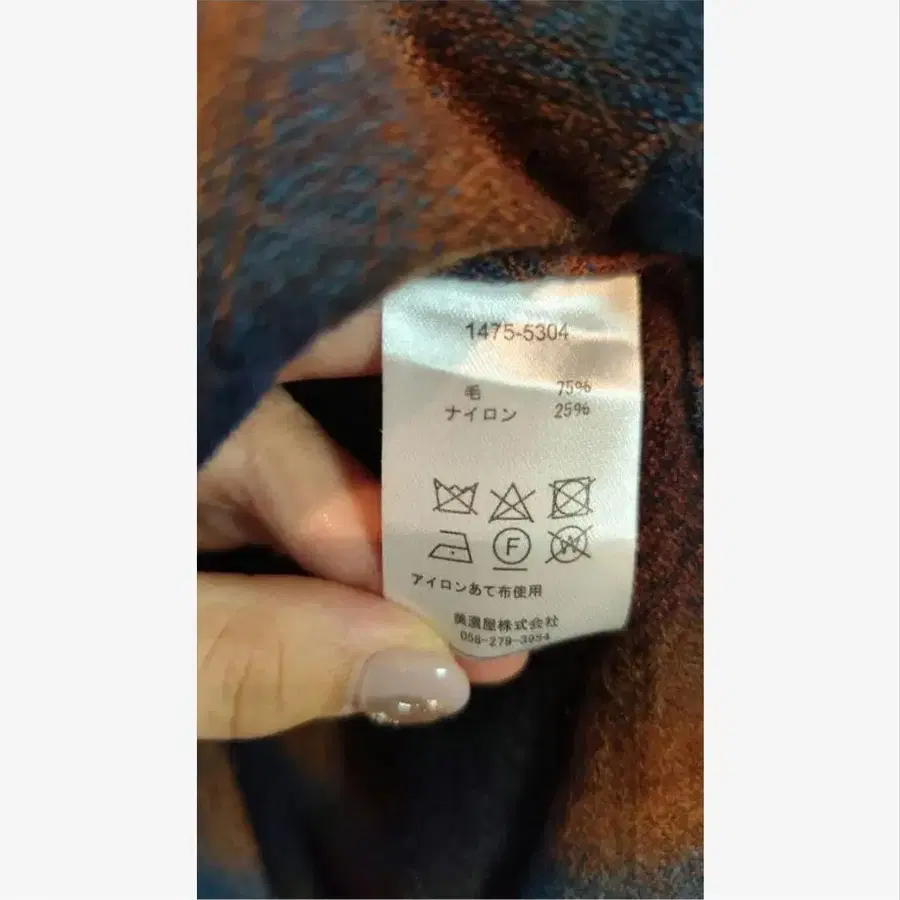 1475-5304
毛 75%
ナイロン 25%
F
W
アイロンあて布使用
美濃屋株式会社
058-279-3954